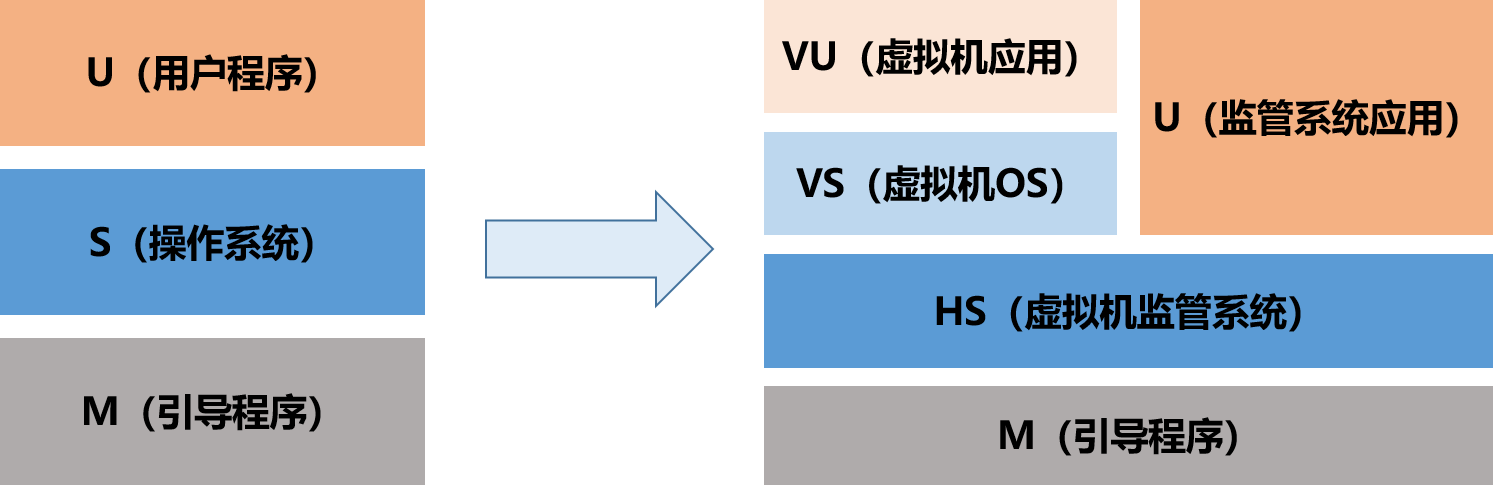 U（用户程序）
S（操作系统）
M（引导程序）
VU（虚拟机应用）
VS（虚拟机OS）
U（监管系统应用）
HS（虚拟机监管系统）
M（引导程序）